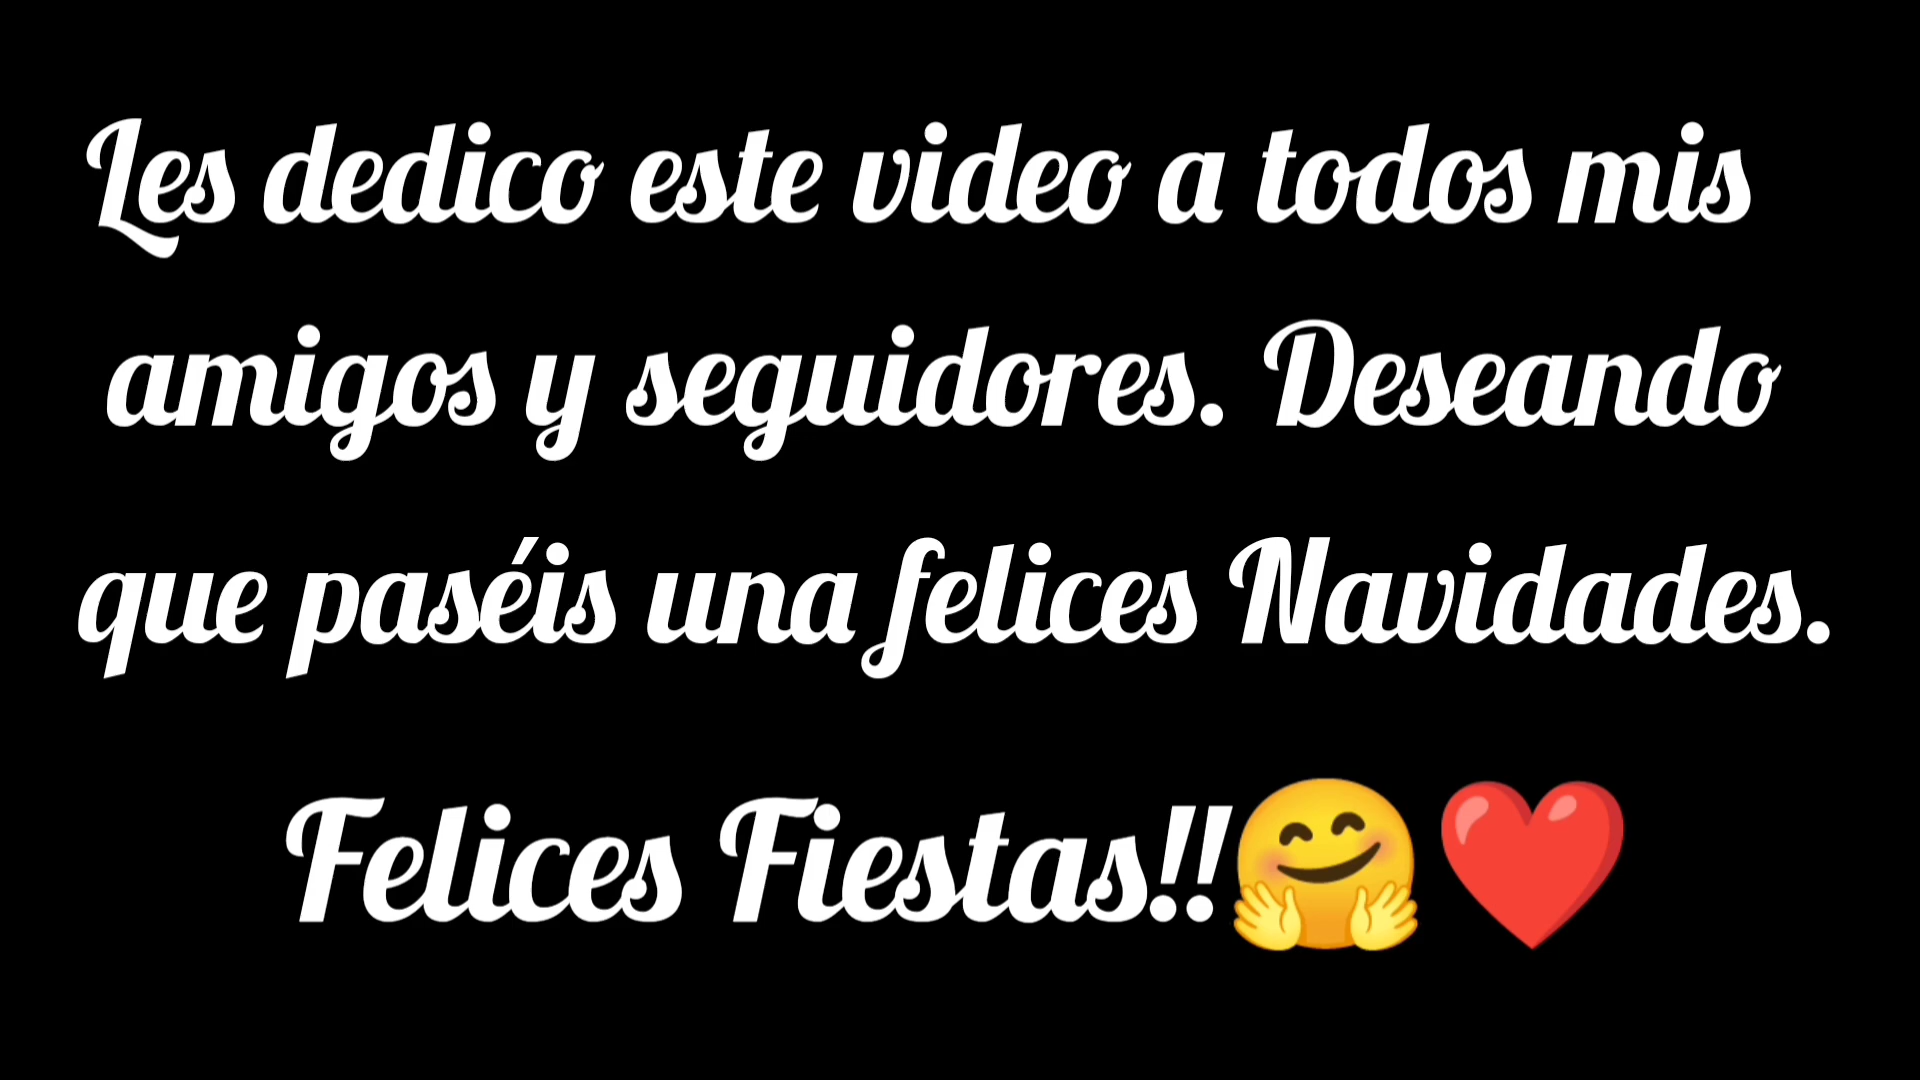 Les dedico este video a todos mis
amigos y seguidores. Deseando
que paséis una felices Navidades.
Felices Fiestas!!🤗❤️